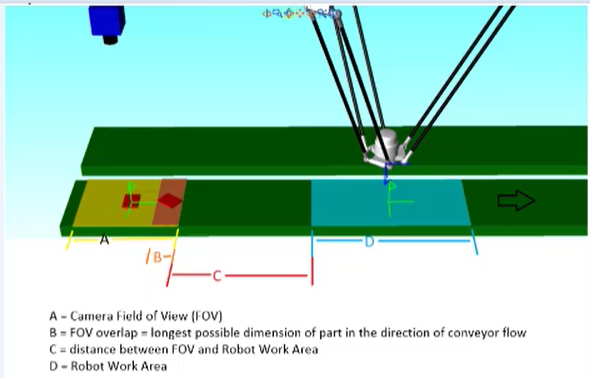 A
B
C
D
A - Camera Field of View (FOV)
B = FOV overlap = longest possible dimension of part in the direction of conveyor flow
C = distance between FOV and Robot Work Area
D - Robot Work Area